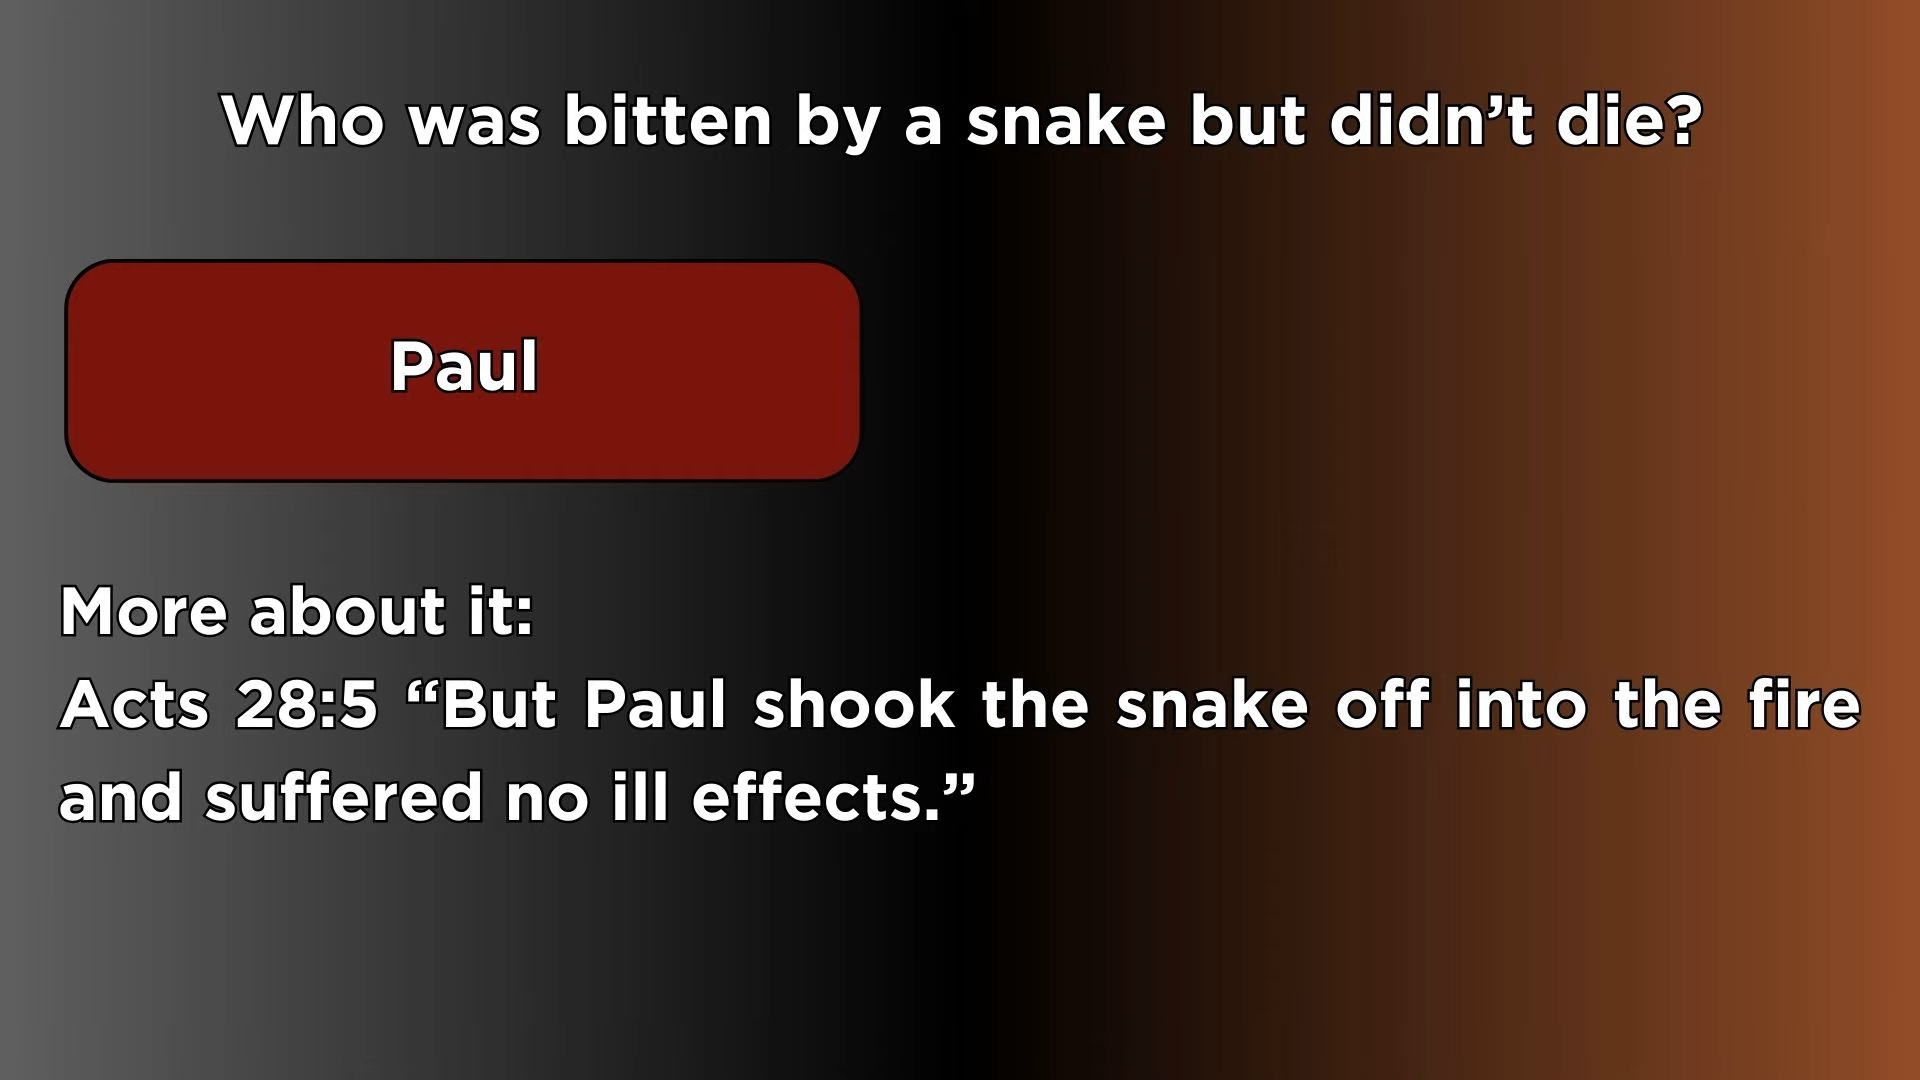 Who was bitten by a snake but didn’t die?
Paul
More about it:
Acts 28:5 “But Paul shook the snake off into the fire
and suffered no ill effects.”